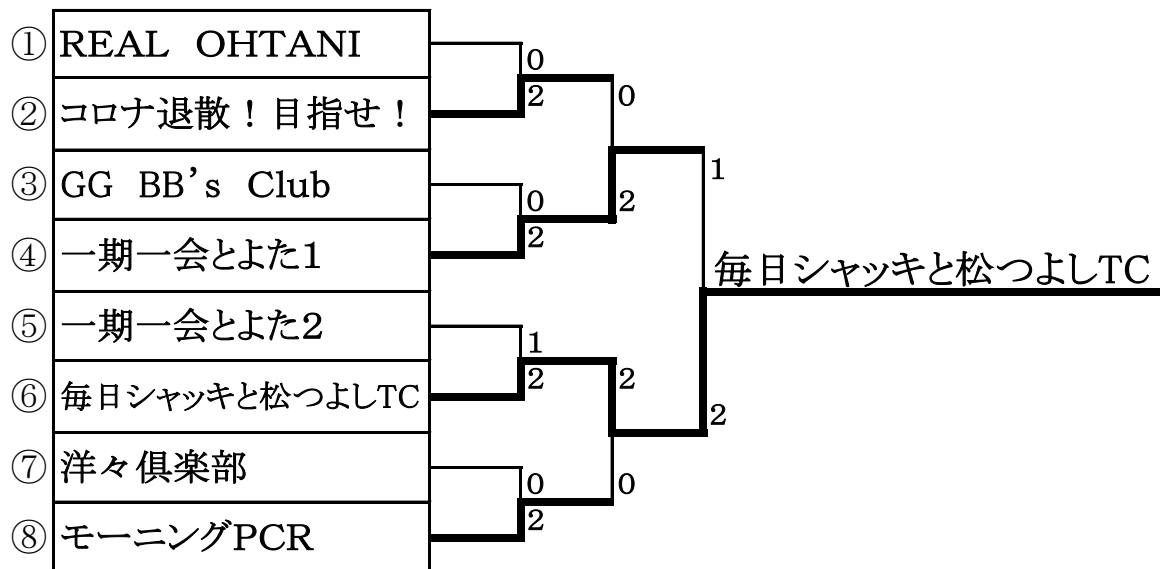 ① REAL OHTANI
② コロナ退散！目指せ！
③ GG BB's Club
④ 一期一会とよた1
⑤ 一期一会とよた2
⑥ 毎日シャッキと松つよしTC
⑦ 洋々倶楽部
⑧ モーニングPCR
0
2
0
2
1
2
0
2
0
2
2
0
1
2
毎日シャッキと松つよしTC